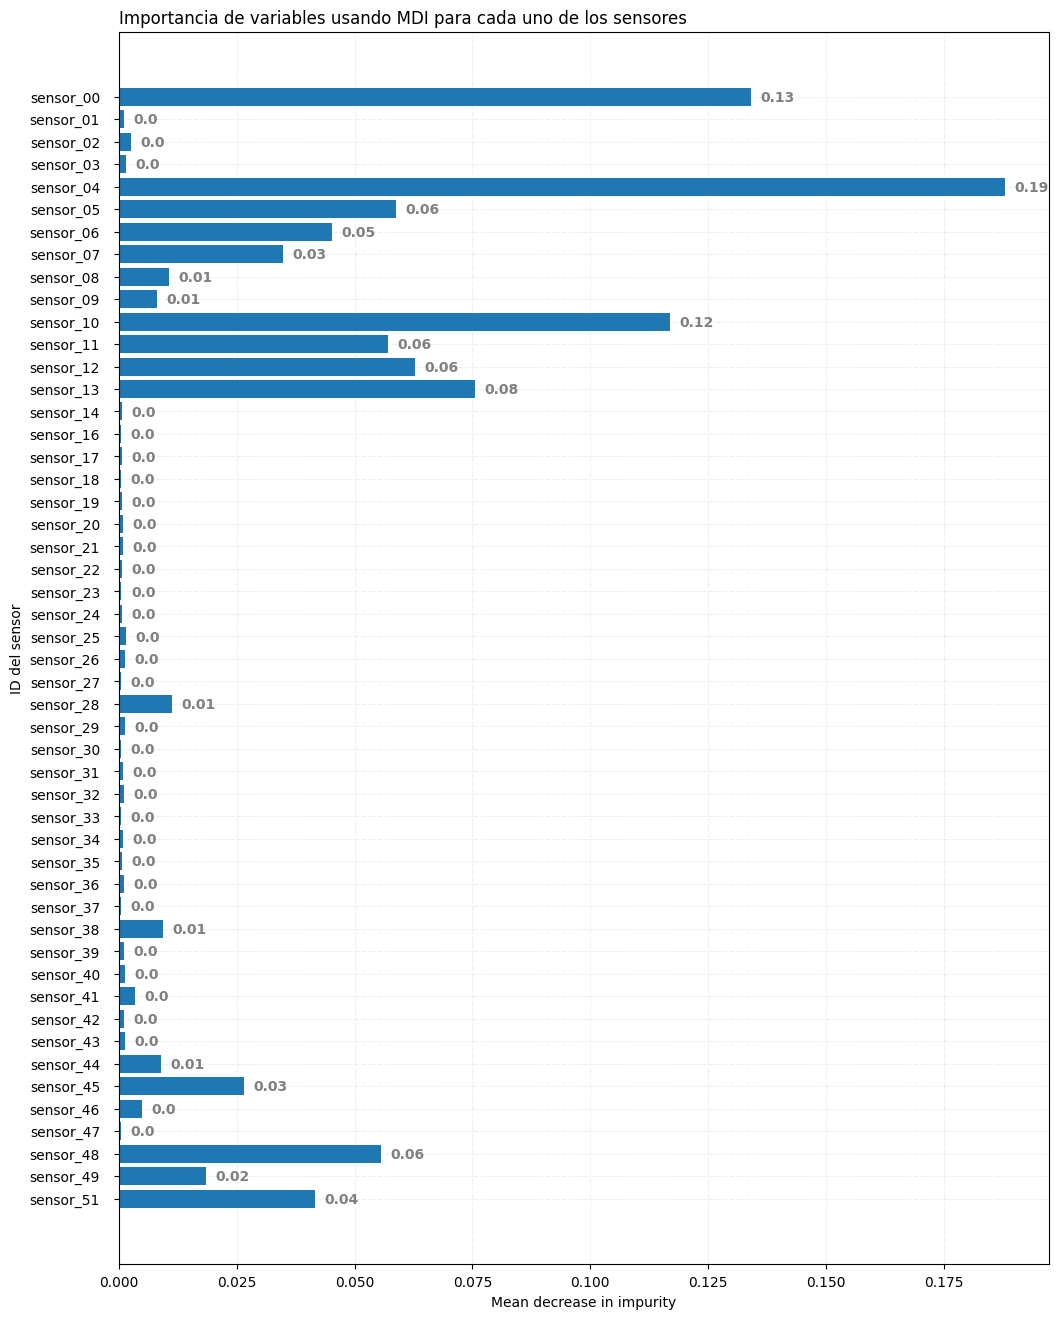 Importancia de variables usando MDI para cada uno de los sensores
sensor_00 0.13
sensor_01 0.0
sensor_02 0.0
sensor_03 0.0
sensor_04 0.19
sensor_05 0.06
sensor_06 0.05
sensor_07 0.03
sensor_08 0.01
sensor_09 0.01
sensor_10 0.12
sensor_11 0.06
sensor_12 0.06
sensor_13 0.08
sensor_14 0.0
sensor_16 0.0
sensor_17 0.0
sensor_18 0.0
sensor_19 0.0
sensor_20 0.0
sensor_21 0.0
sensor_22 0.0
sensor_23 0.0
sensor_24 0.0
sensor_25 0.0
sensor_26 0.0
sensor_27 0.0
sensor_28 0.01
sensor_29 0.0
sensor_30 0.0
sensor_31 0.0
sensor_32 0.0
sensor_33 0.0
sensor_34 0.0
sensor_35 0.0
sensor_36 0.0
sensor_37 0.0
sensor_38 0.01
sensor_39 0.0
sensor_40 0.0
sensor_41 0.0
sensor_42 0.0
sensor_43 0.0
sensor_44 0.01
sensor_45 0.03
sensor_46 0.0
sensor_47 0.0
sensor_48 0.06
sensor_49 0.02
sensor_51 0.04
ID del sensor
0.000 0.025 0.050 0.075 0.100 0.125 0.150 0.175
Mean decrease in impurity